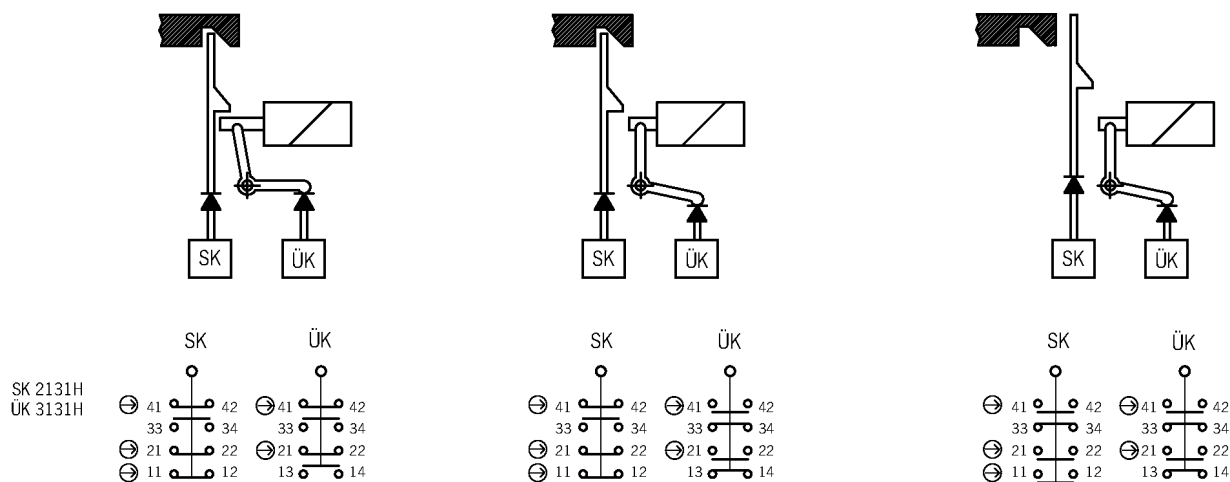 SK ÜK SK ÜK SK ÜK
SK ÜK SK ÜK SK ÜK
SK 2131H
ÜK 3131H
41 42 41 42 41 42 41 42 41 42 41 42
33 34 33 34 33 34 33 34 33 34 33 34
21 22 21 22 21 22 21 22 21 22 21 22
11 12 13 14 11 12 13 14 11 12 13 14